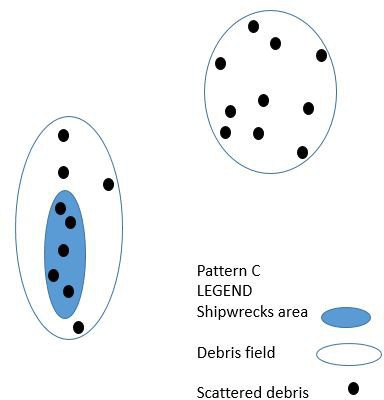 Pattern C
LEGEND
Shipwrecks area
Debris field
Scattered debris